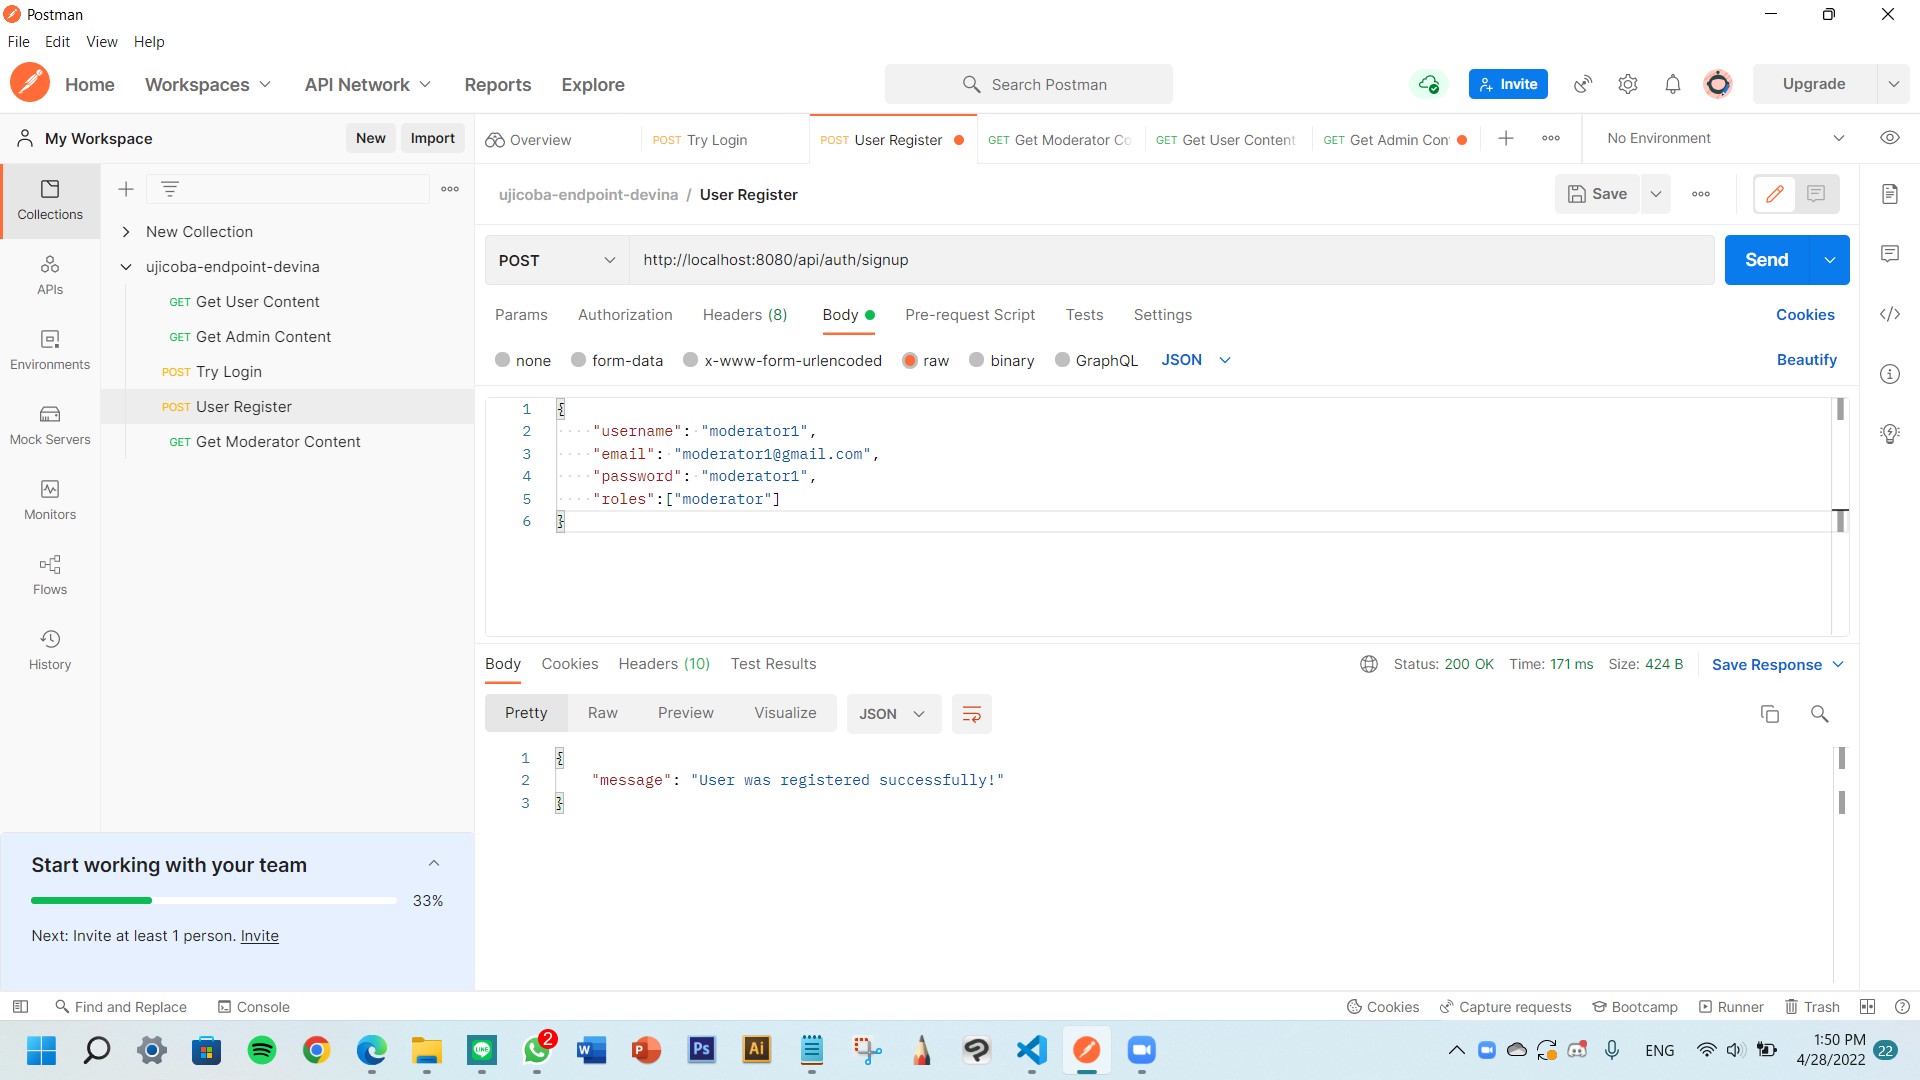 Postman
File Edit View Help
Home Workspaces API Network Reports Explore Search Postman Invite Upgrade
My Workspace New Import Overview POST Try Login POST User Register GET Get Moderator Co GET Get User Content GET Get Admin Con No Environment
Collections
APIs
Environments
Mock Servers
Monitors
Flows
History
New Collection
ujicoba-endpoint-devina
GET Get User Content
GET Get Admin Content
POST Try Login
POST User Register
GET Get Moderator Content
ujicoba-endpoint-devina / User Register Save
POST http://localhost:8080/api/auth/signup Send
Params Authorization Headers (8) Body Pre-request Script Tests Settings Cookies
none form-data x-www-form-urlencoded raw binary GraphQL JSON Beautify
1 {
2 "username": "moderator1",
3 "email": "moderator1@gmail.com",
4 "password": "moderator1",
5 "roles":["moderator"]
6 }
Body Cookies Headers (10) Test Results Status: 200 OK Time: 171 ms Size: 424 B Save Response
Pretty Raw Preview Visualize JSON
1 {
2 "message": "User was registered successfully!"
3 }
Start working with your team
33%
Next: Invite at least 1 person. Invite
Find and Replace Console Cookies Capture requests Bootcamp Runner Trash
LINE 2 W P Ps Ai ENG 1:50 PM
4/28/2022 22